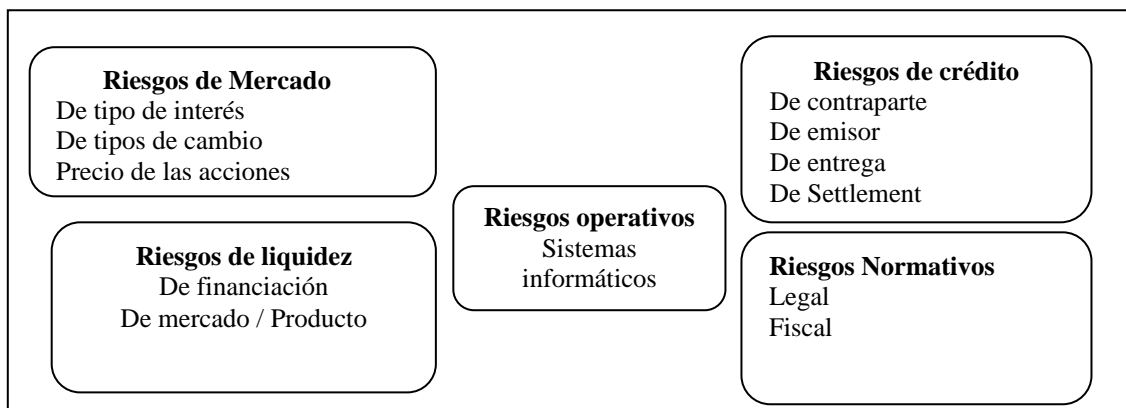 Riesgos de Mercado
De tipo de interés
De tipos de cambio
Precio de las acciones
Riesgos de liquidez
De financiación
De mercado / Producto
Riesgos operativos
Sistemas
informáticos
Riesgos de crédito
De contraparte
De emisor
De entrega
De Settlement
Riesgos Normativos
Legal
Fiscal